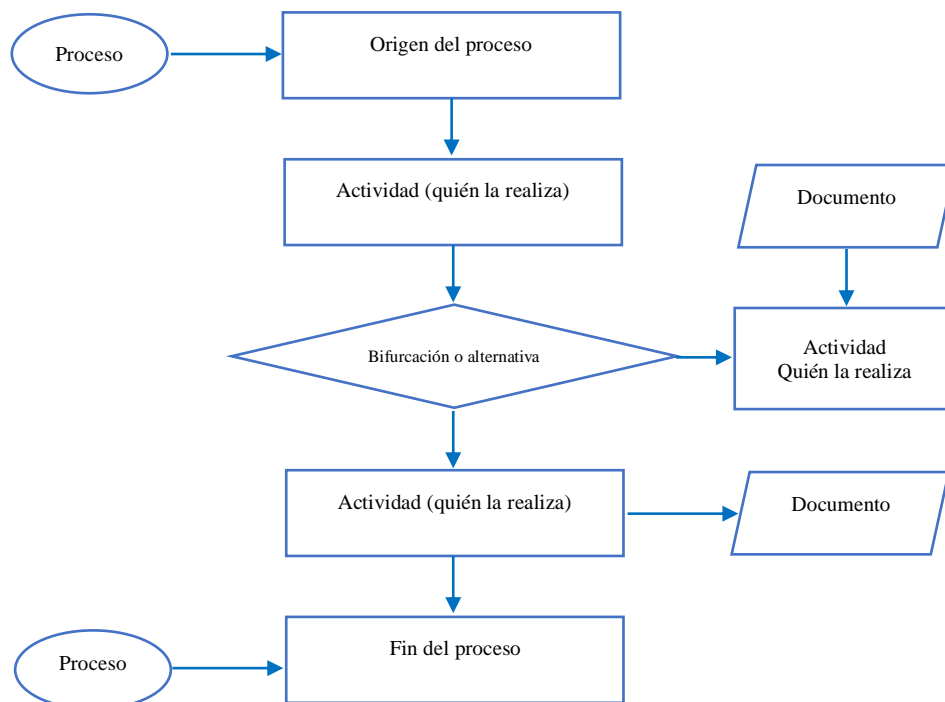 Proceso
Origen del proceso
Actividad (quién la realiza)
Documento
Bifurcación o alternativa
Actividad
Quién la realiza
Actividad (quién la realiza)
Documento
Proceso
Fin del proceso